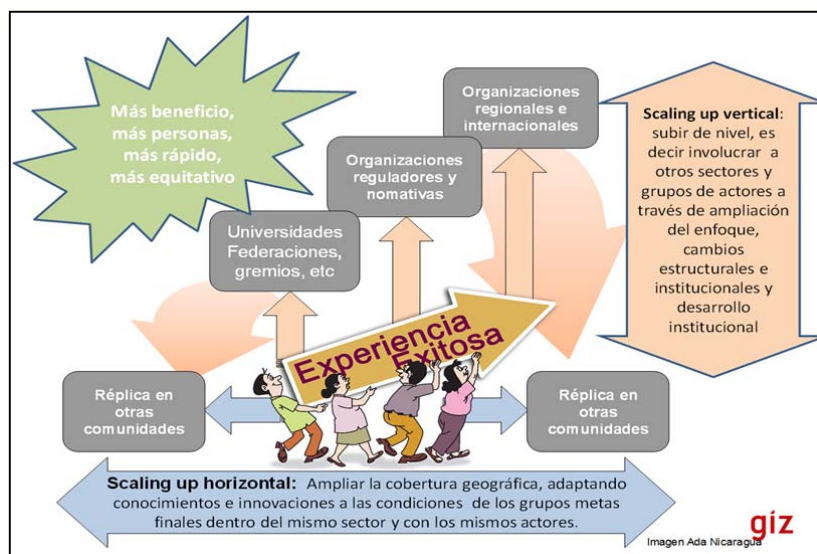 Más beneficio,
más personas,
más rápido,
más equitativo
Organizaciones
regionales e
internacionales
Organizaciones
reguladores y
nomativas
Universidades
Federaciones,
gremios, etc
Scaling up vertical:
subir de nivel, es
decir involucrar a
otros sectores y
grupos de actores a
través de ampliación
del enfoque,
cambios
estructurales e
institucionales y
desarrollo
institucional
Experiencia
Exitosa
Réplica en
otras
comunidades
Réplica en
otras
comunidades
Scaling up horizontal: Ampliar la cobertura geográfica, adaptando
conocimientos e innovaciones a las condiciones de los grupos metas
finales dentro del mismo sector y con los mismos actores.
giz
Imagen Ada Nicaragua